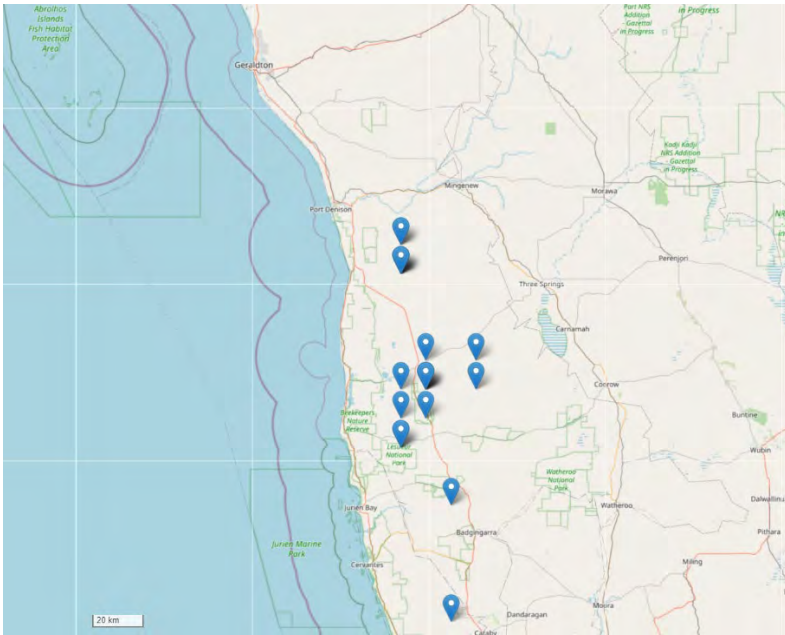 Abrolhos
Islands
Fish Habitat
Protection
Area
Part NRS
Addition
- Gazettal
in Progress
in Progress
Geraldton
Kadji Kadji
NRS Addition
- Gazettal
in Progress
Mingenew
Morawa
Port Denison
Perenjori
Three Springs
Carnamah
Coorow
Beekeepers
Nature
Reserve
Buntine
Lesueur
National
Park
Wubin
Watheroo
National
Park
Dalwallinu
Jurien Bay
Watheroo
Badgingarra
Pithara
Jurien Marine
Park
Cervantes
Miling
20 km
Dandaragan
Moora
Cataby